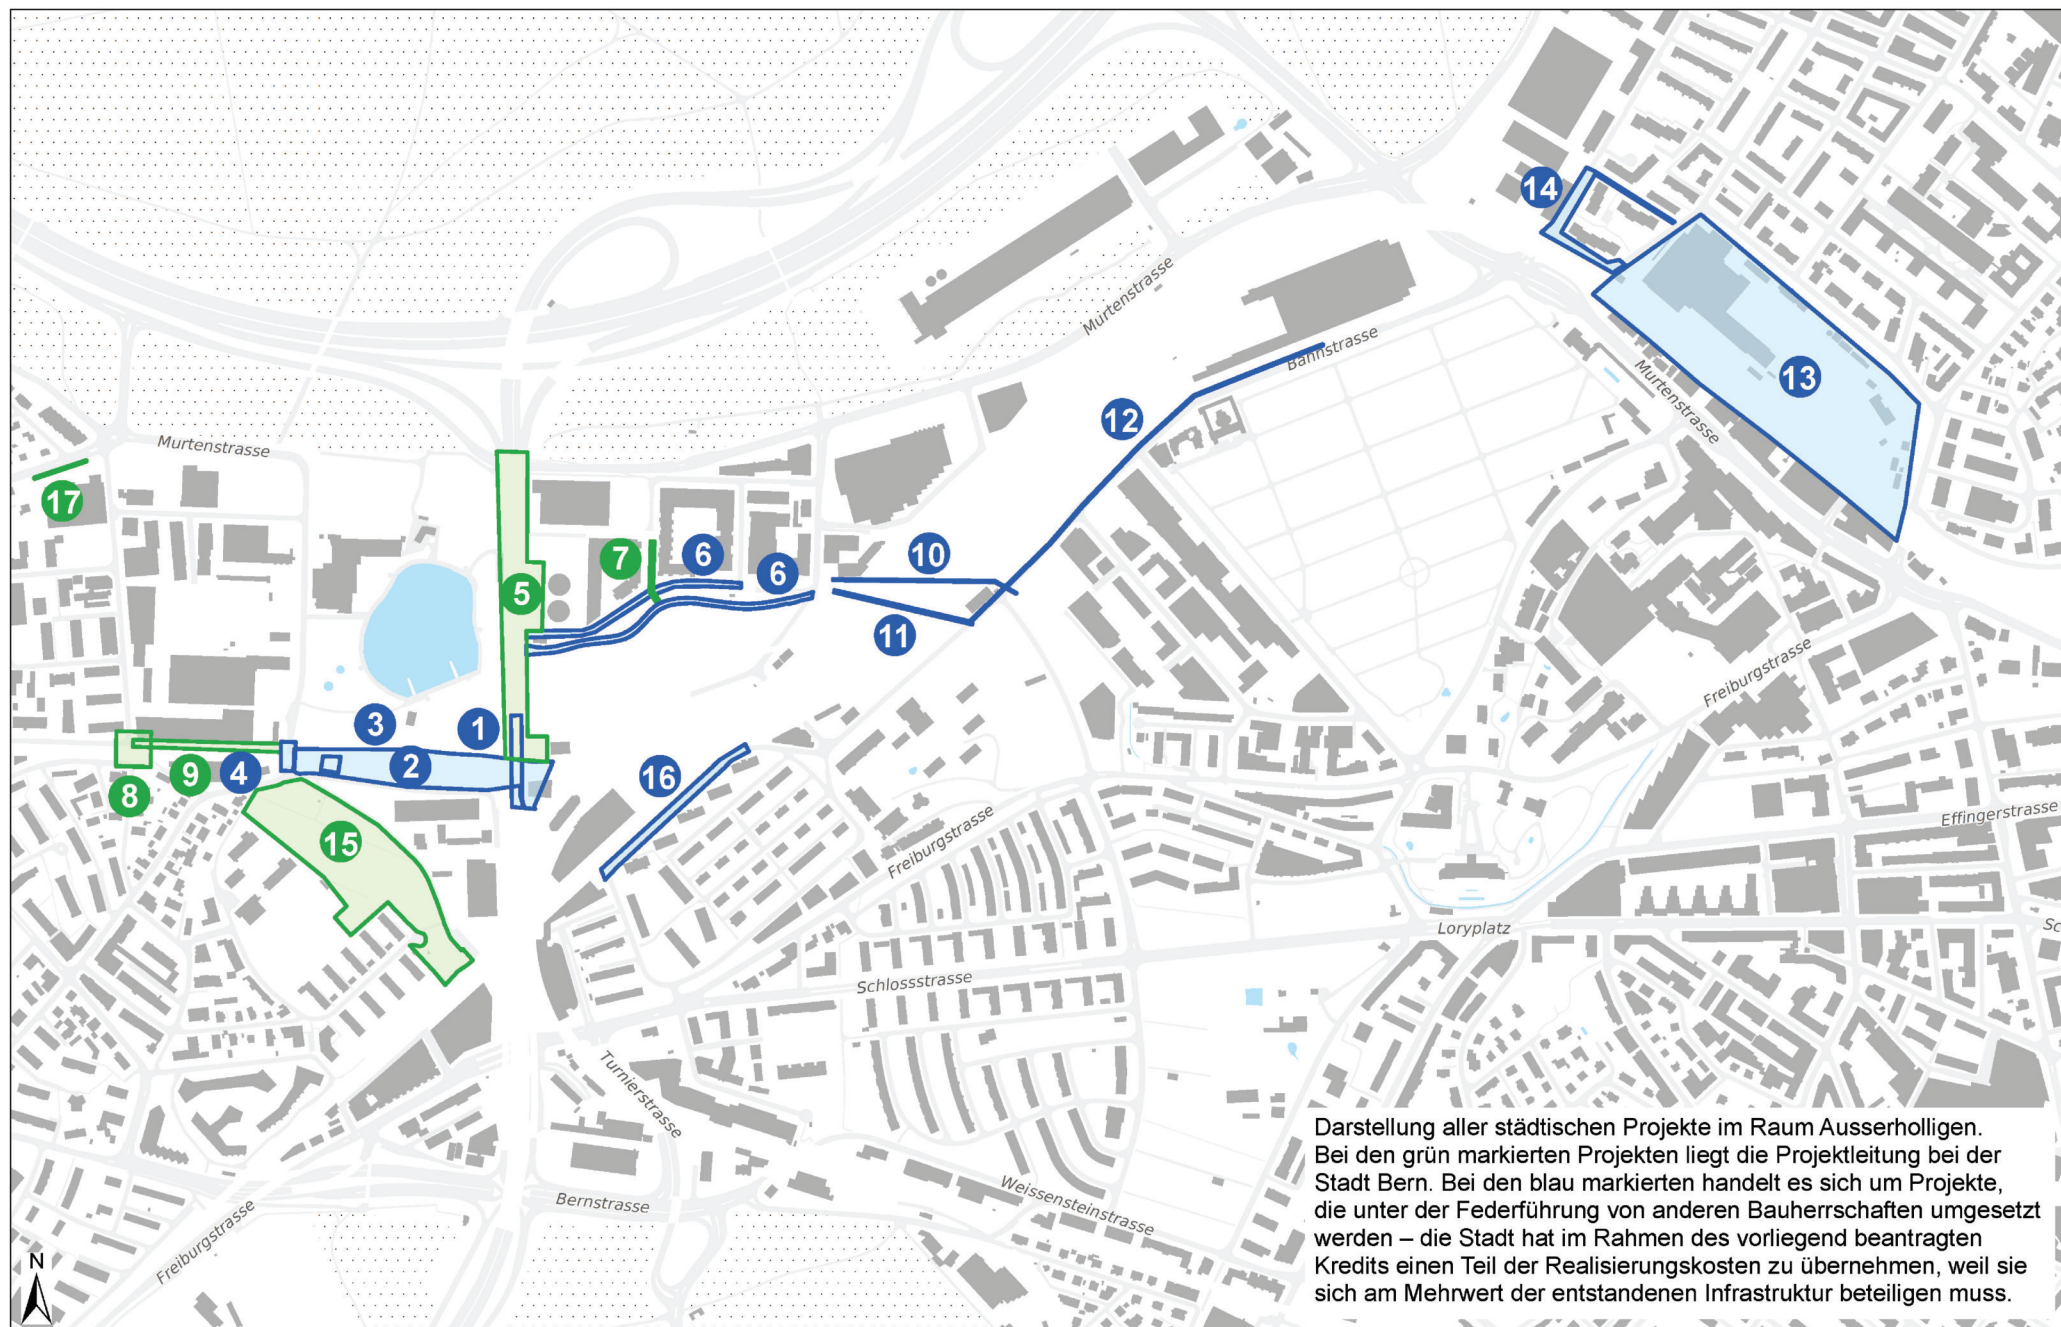 14
Murtenstrasse
Bahnstrasse
13
Murtenstrasse
12
Murtenstrasse
17
7
6
6
10
5
11
Freiburgstrasse
3
1
16
2
9
4
8
15
Freiburgstrasse
Effingerstrasse
Loryplatz
Sc
Schlossstrasse
Turnierstrasse
Weissensteinstrasse
Bernstrasse
Freiburgstrasse
N
Darstellung aller städtischen Projekte im Raum Ausserholligen.
Bei den grün markierten Projekten liegt die Projektleitung bei der
Stadt Bern. Bei den blau markierten handelt es sich um Projekte,
die unter der Federführung von anderen Bauherrschaften umgesetzt
werden – die Stadt hat im Rahmen des vorliegend beantragten
Kredits einen Teil der Realisierungskosten zu übernehmen, weil sie
sich am Mehrwert der entstandenen Infrastruktur beteiligen muss.